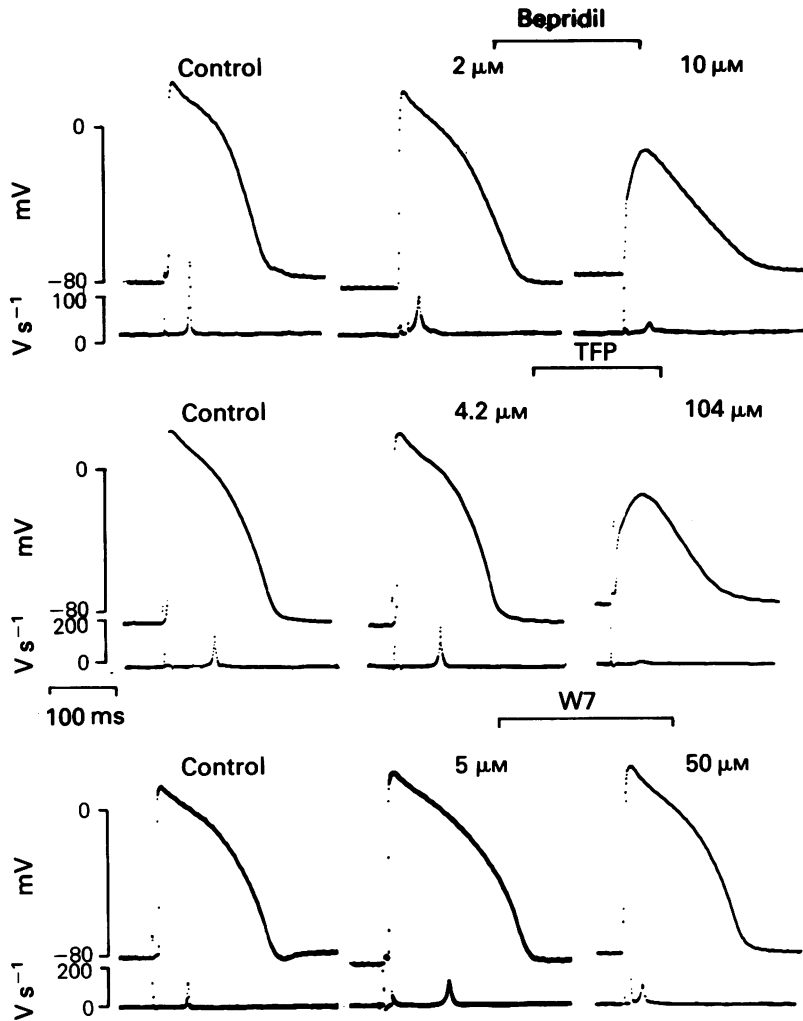 Bepridil
Control 2 μM 10 μM
0
mV
−80
100
V s⁻¹
0
TFP
Control 4.2 μM 104 μM
0
mV
−80
200
V s⁻¹
0
100 ms
W7
Control 5 μM 50 μM
0
mV
−80
200
V s⁻¹
0